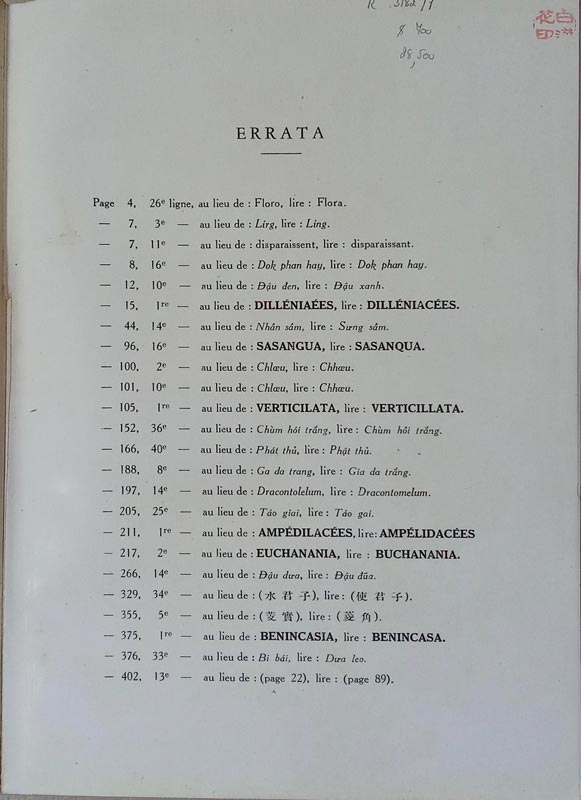 R 3182/1
8 400
28,500
ERRATA
Page 4, 26e ligne, au lieu de : Floro, lire : Flora.
— 7, 3e — au lieu de : Lirg, lire : Ling.
— 7, 11e — au lieu de : disparaissent, lire : disparaissant.
— 8, 16e — au lieu de : Dok phan hay, lire : Dok phan hay.
— 12, 10e — au lieu de : Đậu đen, lire : Đậu xanh.
— 15, 1re — au lieu de : DILLÉNIAÉES, lire : DILLÉNIACÉES.
— 44, 14e — au lieu de : Nhân sâm, lire : Sưng sâm.
— 96, 16e — au lieu de : SASANGUA, lire : SASANQUA.
— 100, 2e — au lieu de : Chlœu, lire : Chhœu.
— 101, 10e — au lieu de : Chlœu, lire : Chhœu.
— 105, 1re — au lieu de : VERTICILATA, lire : VERTICILLATA.
— 152, 36e — au lieu de : Chùm hôi trắng, lire : Chùm hôi trắng.
— 166, 40e — au lieu de : Phát thủ, lire : Phật thủ.
— 188, 8e — au lieu de : Ga da trang, lire : Gia da trắng.
— 197, 14e — au lieu de : Dracontolelum, lire : Dracontomelum.
— 205, 25e — au lieu de : Táo giai, lire : Táo gai.
— 211, 1re — au lieu de : AMPÉDILACÉES, lire : AMPÉLIDACÉES
— 217, 2e — au lieu de : EUCHANANIA, lire : BUCHANANIA.
— 266, 14e — au lieu de : Đậu dưa, lire : Đậu đũa.
— 329, 34e — au lieu de : (水 君 子), lire : (使 君 子).
— 355, 5e — au lieu de : (芰 實), lire : (菱 角).
— 375, 1re — au lieu de : BENINCASIA, lire : BENINCASA.
— 376, 33e — au lieu de : Bi bái, lire : Dưa leo.
— 402, 13e — au lieu de : (page 22), lire : (page 89).